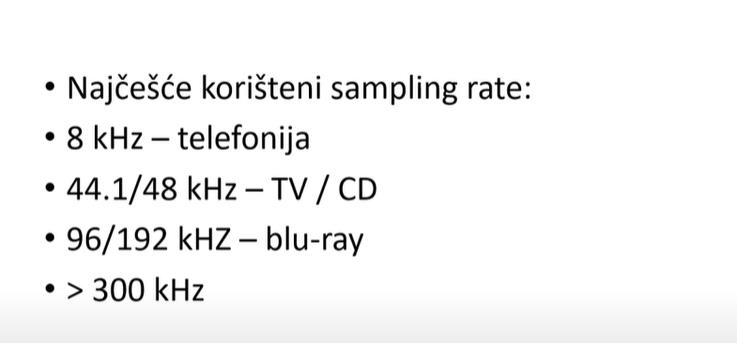 • Najčešće korišteni sampling rate:
• 8 kHz – telefonija
• 44.1/48 kHz – TV / CD
• 96/192 kHZ – blu-ray
• > 300 kHz